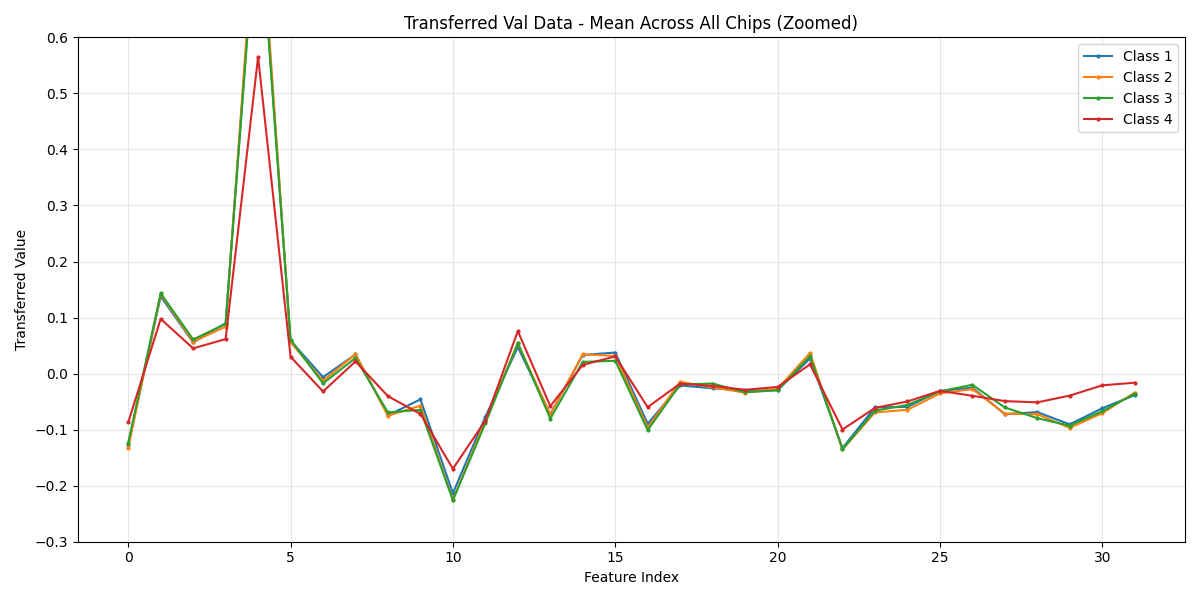 Transferred Val Data - Mean Across All Chips (Zoomed)
Transferred Value
0.6
0.5
0.4
0.3
0.2
0.1
0.0
−0.1
−0.2
−0.3
Class 1
Class 2
Class 3
Class 4
0 5 10 15 20 25 30
Feature Index